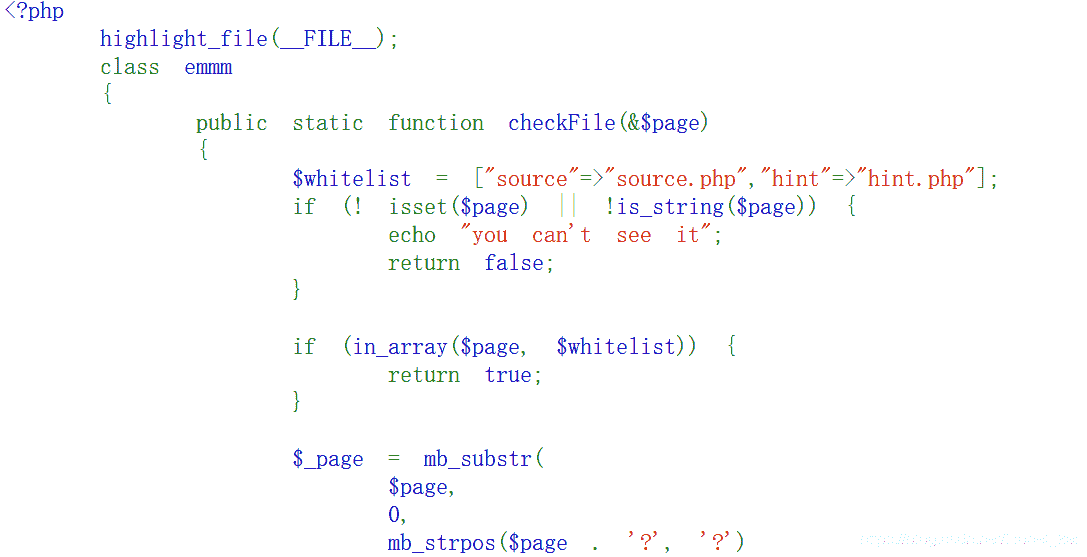 <?php
highlight_file(__FILE__);
class emmm
{
public static function checkFile(&$page)
{
$whitelist = ["source"=>"source.php","hint"=>"hint.php"];
if (! isset($page) || !is_string($page)) {
echo "you can't see it";
return false;
}
if (in_array($page, $whitelist)) {
return true;
}
$_page = mb_substr(
$page,
0,
mb_strpos($page . '?', '?')